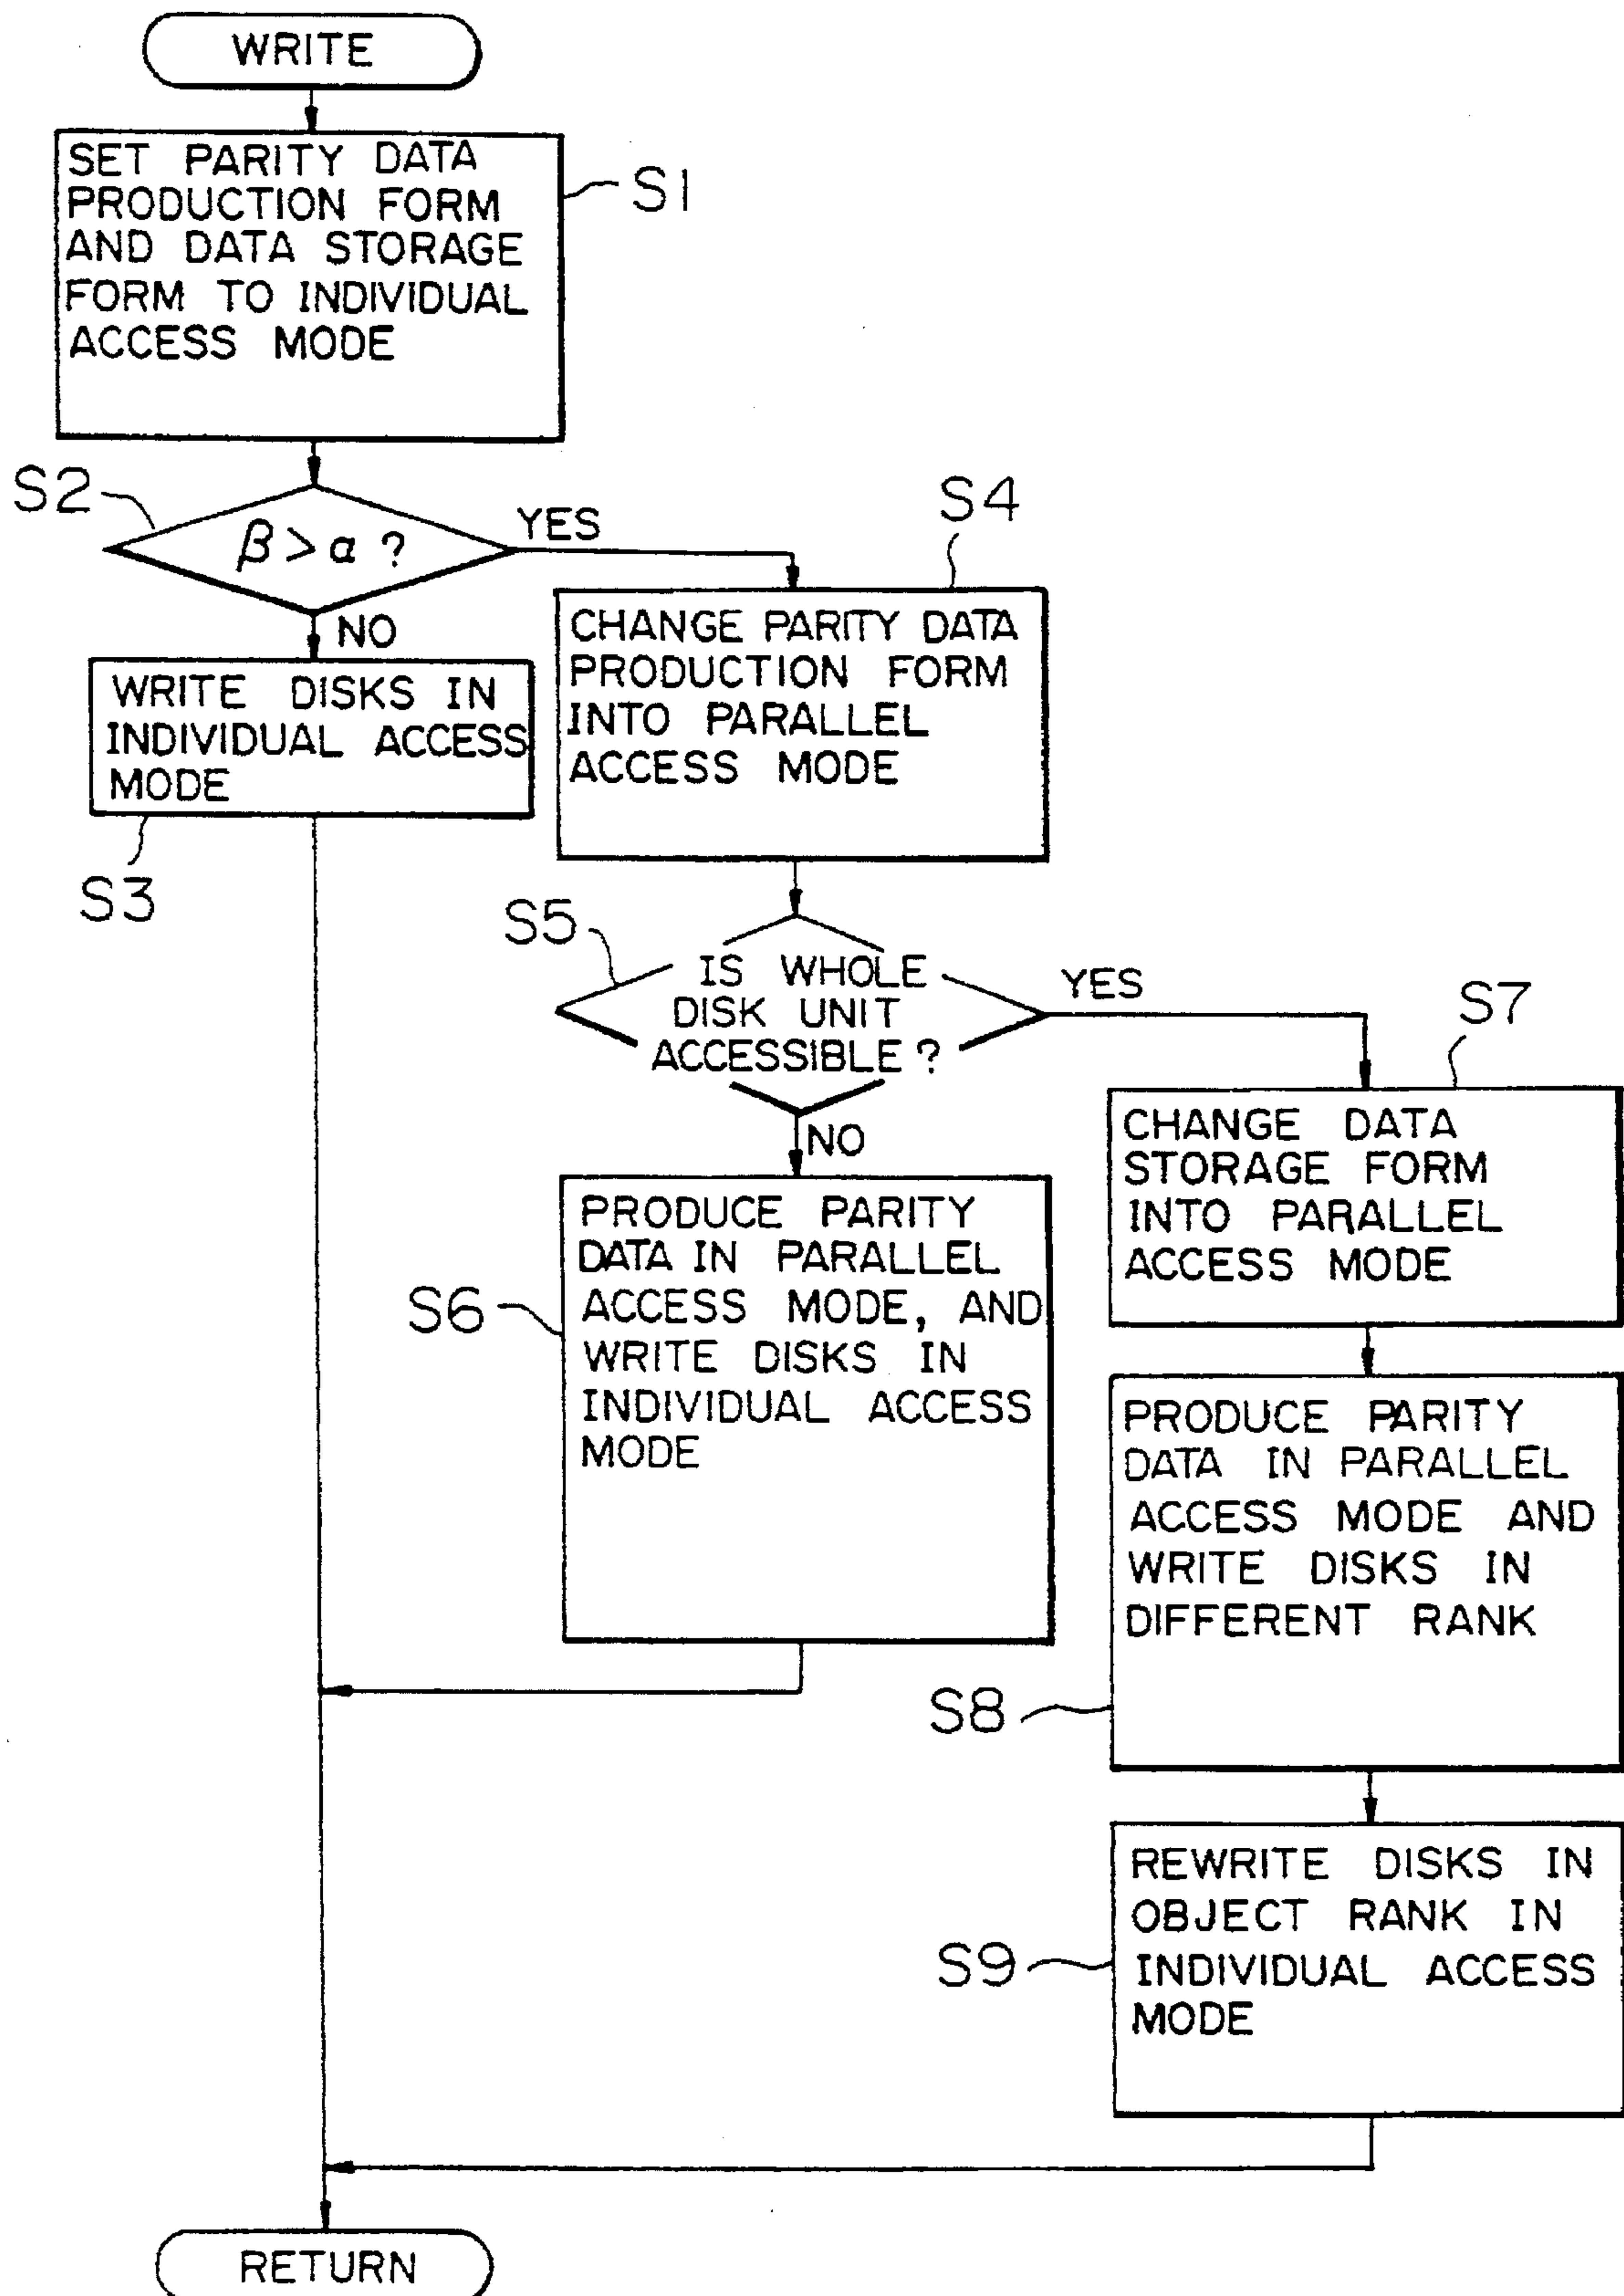 WRITE
SET PARITY DATA
PRODUCTION FORM
AND DATA STORAGE
FORM TO INDIVIDUAL
ACCESS MODE
S1
S2
β > α ?
YES
NO
WRITE DISKS IN
INDIVIDUAL ACCESS
MODE
S3
S4
CHANGE PARITY DATA
PRODUCTION FORM
INTO PARALLEL
ACCESS MODE
S5
IS WHOLE
DISK UNIT
ACCESSIBLE ?
YES
NO
S6
PRODUCE PARITY
DATA IN PARALLEL
ACCESS MODE, AND
WRITE DISKS IN
INDIVIDUAL ACCESS
MODE
S7
CHANGE DATA
STORAGE FORM
INTO PARALLEL
ACCESS MODE
PRODUCE PARITY
DATA IN PARALLEL
ACCESS MODE AND
WRITE DISKS IN
DIFFERENT RANK
S8
REWRITE DISKS IN
OBJECT RANK IN
INDIVIDUAL ACCESS
MODE
S9
RETURN